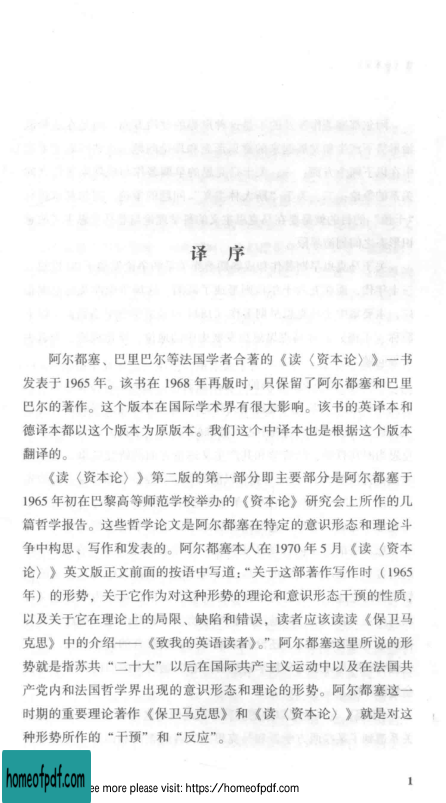 译 序
阿尔都塞、巴里巴尔等法国学者合著的《读〈资本论〉》一书
发表于 1965 年。该书在 1968 年再版时，只保留了阿尔都塞和巴里
巴尔的著作。这个版本在国际学术界有很大影响。该书的英译本和
德译本都以这个版本为原版本。我们这个中译本也是根据这个版本
翻译的。
《读〈资本论〉》第二版的第一部分即主要部分是阿尔都塞于
1965 年初在巴黎高等师范学校举办的《资本论》研究会上所作的几
篇哲学报告。这些哲学论文是阿尔都塞在特定的意识形态和理论斗
争中构思、写作和发表的。阿尔都塞本人在 1970 年 5 月《读〈资本
论〉》英文版正文前面的按语中写道：“关于这部著作写作时（1965
年）的形势，关于它作为对这种形势的理论和意识形态干预的性质，
以及关于它在理论上的局限、缺陷和错误，读者应该读读《保卫马
克思》中的介绍——《致我的英语读者》。”阿尔都塞这里所说的形
势就是指苏共“二十大”以后在国际共产主义运动中以及在法国共
产党内和法国哲学界出现的意识形态和理论的形势。阿尔都塞这一
时期的重要理论著作《保卫马克思》和《读〈资本论〉》就是对这
种形势所作的“干预”和“反应”。
1
homeofpdf.com
ee more please visit: https://homeofpdf.com